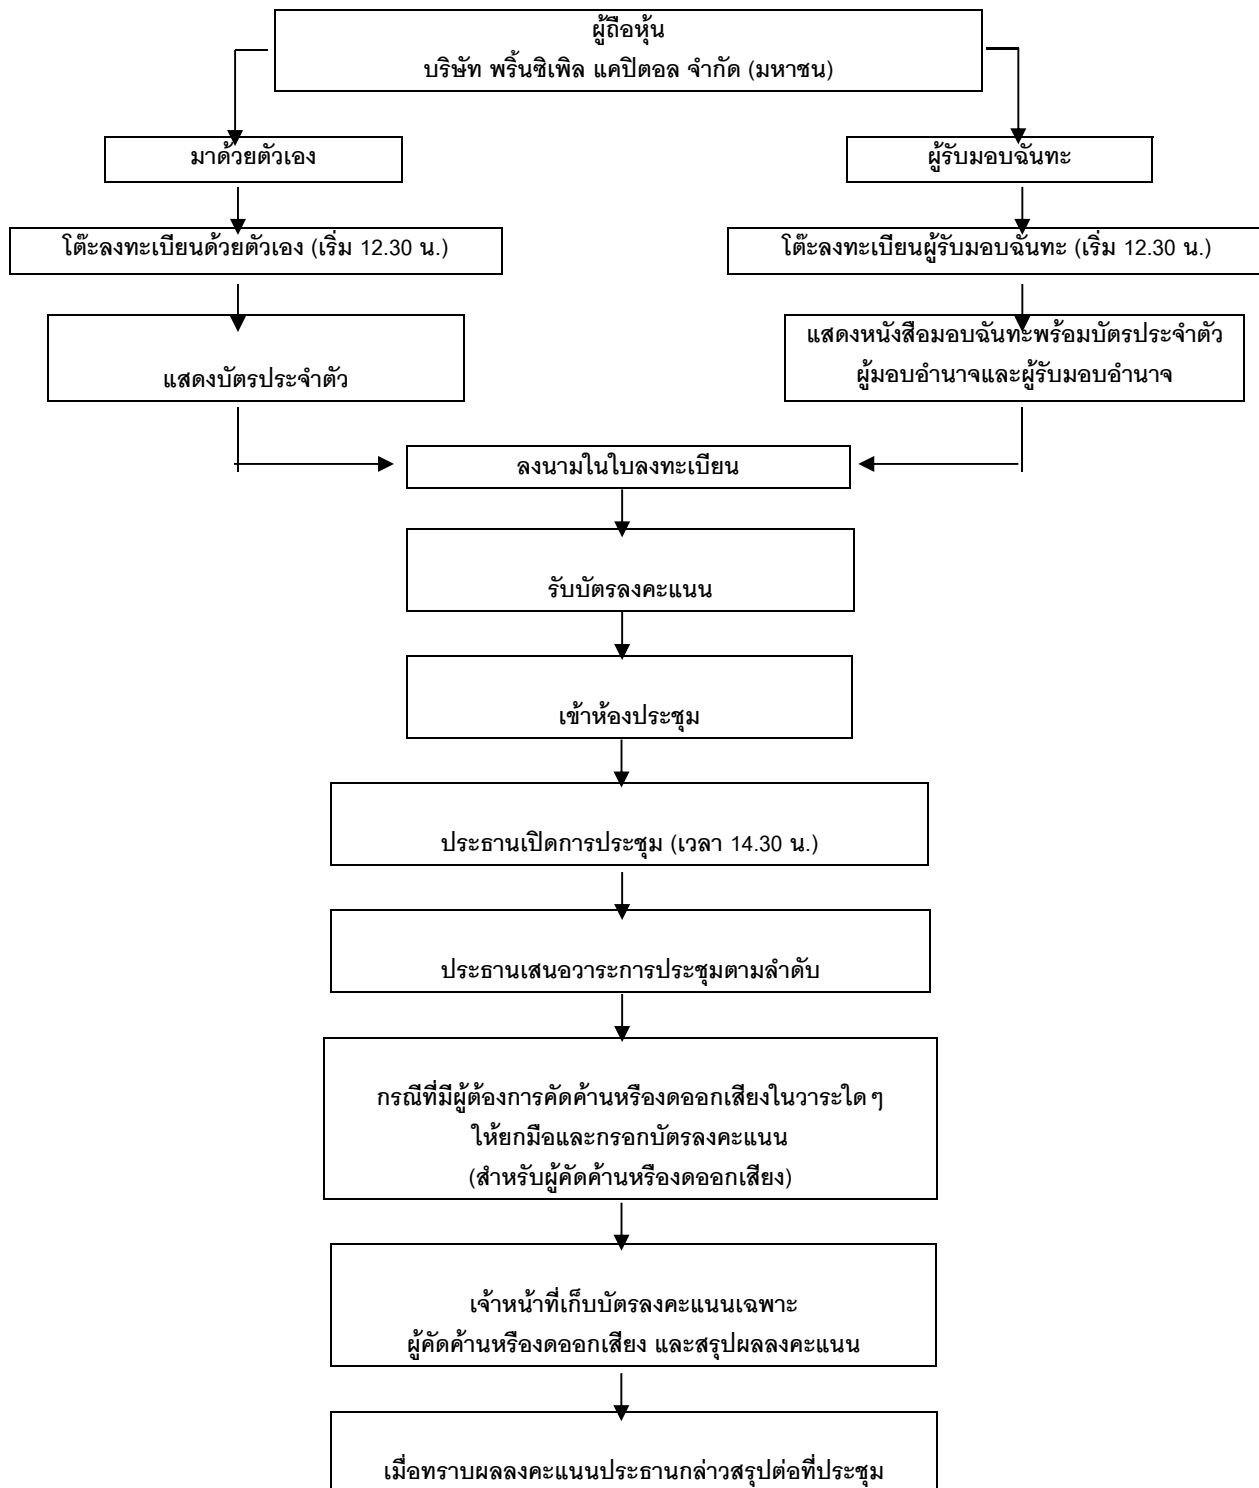 ผู้ถือหุ้น
บริษัท พริ้นซิเพิล แคปิตอล จำกัด (มหาชน)
มาด้วยตัวเอง
ผู้รับมอบฉันทะ
โต๊ะลงทะเบียนด้วยตัวเอง (เริ่ม 12.30 น.)
โต๊ะลงทะเบียนผู้รับมอบฉันทะ (เริ่ม 12.30 น.)
แสดงบัตรประจำตัว
แสดงหนังสือมอบฉันทะพร้อมบัตรประจำตัว
ผู้มอบอำนาจและผู้รับมอบอำนาจ
ลงนามในใบลงทะเบียน
รับบัตรลงคะแนน
เข้าห้องประชุม
ประธานเปิดการประชุม (เวลา 14.30 น.)
ประธานเสนอวาระการประชุมตามลำดับ
กรณีที่มีผู้ต้องการคัดค้านหรืองดออกเสียงในวาระใด ๆ
ให้ยกมือและกรอกบัตรลงคะแนน
(สำหรับผู้คัดค้านหรืองดออกเสียง)
เจ้าหน้าที่เก็บบัตรลงคะแนนเฉพาะ
ผู้คัดค้านหรืองดออกเสียง และสรุปผลลงคะแนน
เมื่อทราบผลลงคะแนนประธานกล่าวสรุปต่อที่ประชุม